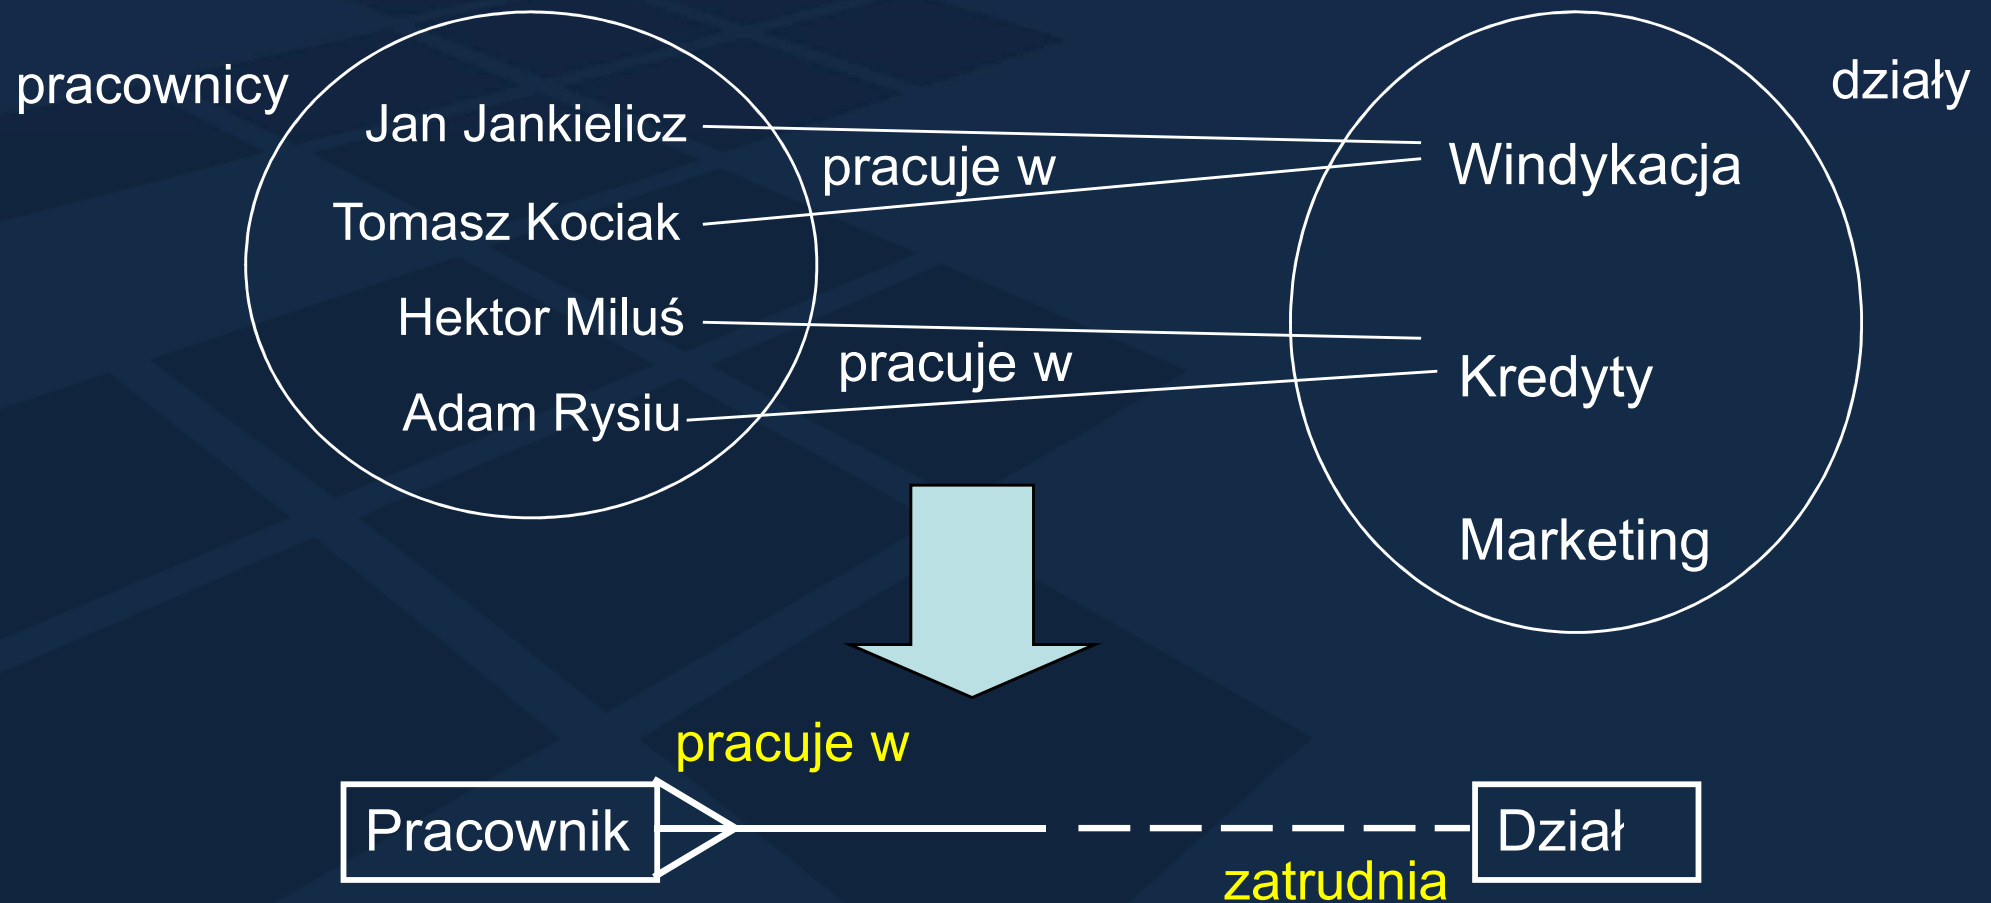 pracownicy
działy
Jan Jankielicz
pracuje w
Windykacja
Tomasz Kociak
Hektor Miluś
pracuje w
Kredyty
Adam Rysiu
Marketing
pracuje w
Pracownik
Dział
zatrudnia